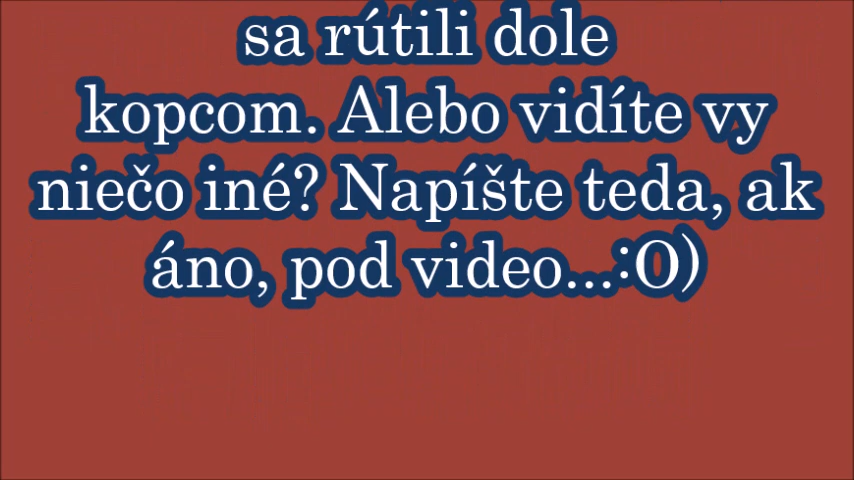 sa rútili dole
kopcom. Alebo vidíte vy
niečo iné? Napíšte teda, ak
áno, pod video...:O)